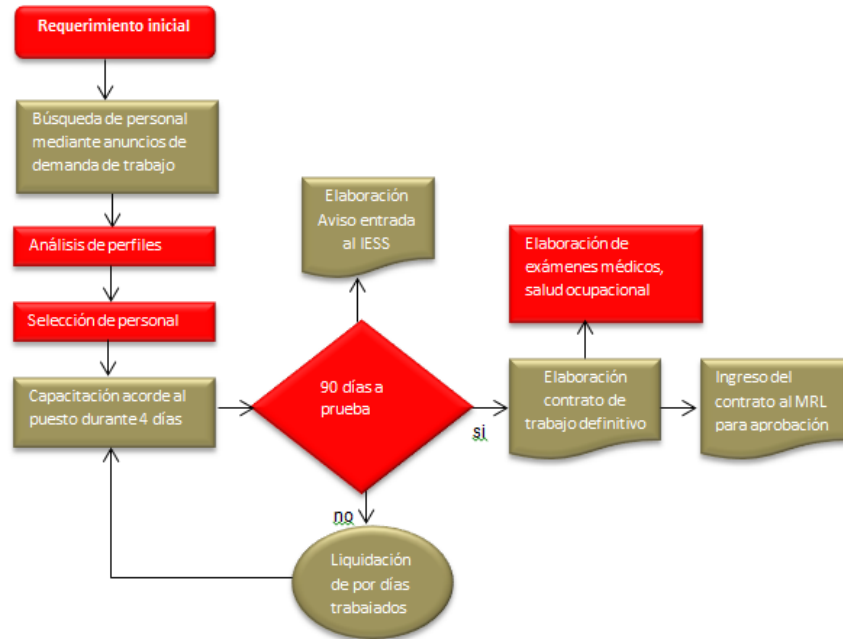 Requerimiento inicial
Búsqueda de personal
mediante anuncios de
demanda de trabajo
Análisis de perfiles
Selección de personal
Capacitación acorde al
puesto durante 4 días
Elaboración
Aviso entrada
al IESS
90 días a
prueba
si
no
Elaboración de
exámenes médicos,
salud ocupacional
Elaboración
contrato de
trabajo definitivo
Ingreso del
contrato al MRL
para aprobación
Liquidación
de por días
trabaiados